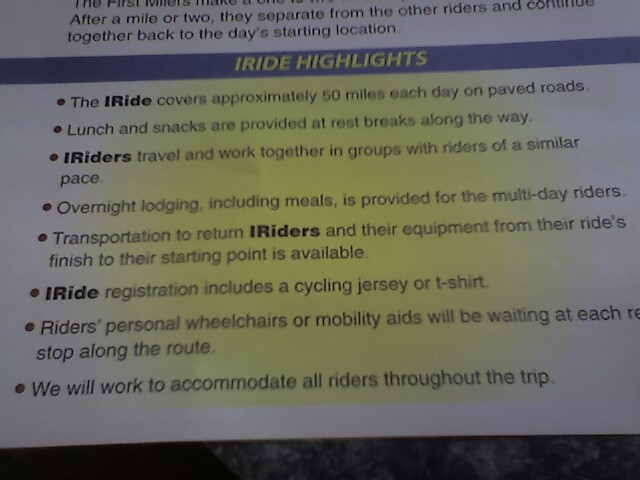 The First Milers make a one
After a mile or two, they separate from the other riders and continue
together back to the day's starting location.
IRIDE HIGHLIGHTS
• The IRide covers approximately 50 miles each day on paved roads.
• Lunch and snacks are provided at rest breaks along the way.
• IRiders travel and work together in groups with riders of a similar
pace.
• Overnight lodging, including meals, is provided for the multi-day riders.
• Transportation to return IRiders and their equipment from their ride's
finish to their starting point is available.
• IRide registration includes a cycling jersey or t-shirt.
• Riders' personal wheelchairs or mobility aids will be waiting at each
stop along the route.
• We will work to accommodate all riders throughout the trip.